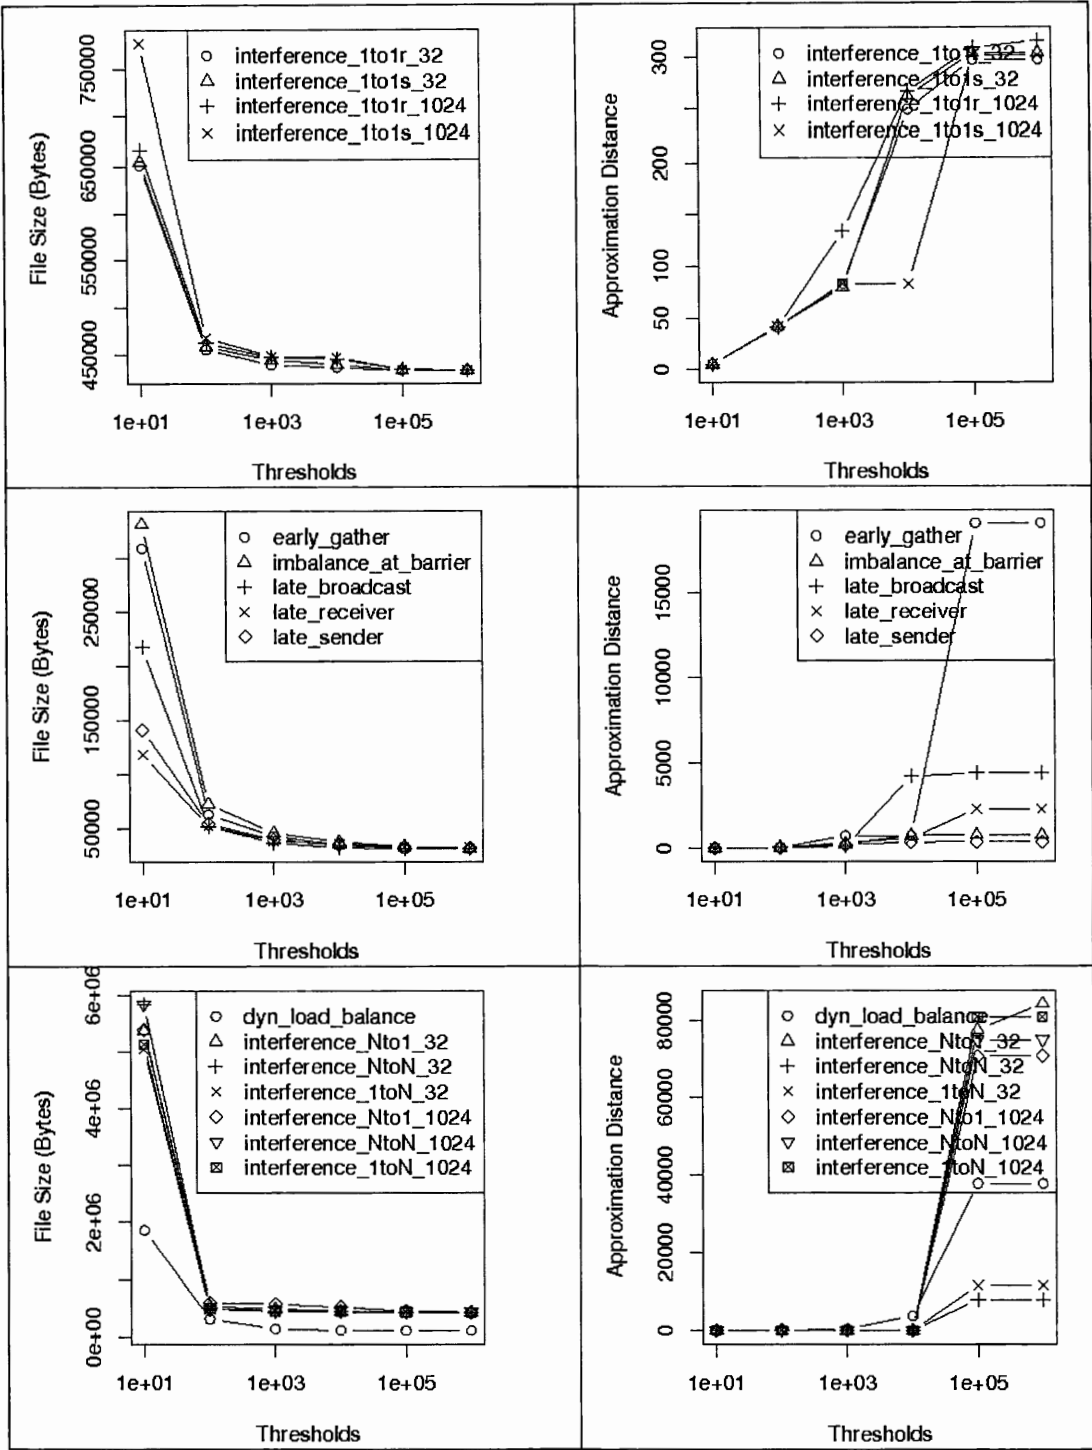 interference_1to1r_32
interference_1to1s_32
interference_1to1r_1024
interference_1to1s_1024
File Size (Bytes)
750000
650000
550000
450000
1e+01
1e+03
1e+05
Thresholds
interference_1to1r_32
interference_1to1s_32
interference_1to1r_1024
interference_1to1s_1024
Approximation Distance
300
200
100
50
0
1e+01
1e+03
1e+05
Thresholds
early_gather
imbalance_at_barrier
late_broadcast
late_receiver
late_sender
File Size (Bytes)
250000
150000
50000
1e+01
1e+03
1e+05
Thresholds
early_gather
imbalance_at_barrier
late_broadcast
late_receiver
late_sender
Approximation Distance
15000
10000
5000
0
1e+01
1e+03
1e+05
Thresholds
dyn_load_balance
interference_Nto1_32
interference_NtoN_32
interference_1toN_32
interference_Nto1_1024
interference_NtoN_1024
interference_1toN_1024
File Size (Bytes)
6e+06
4e+06
2e+06
0e+00
1e+01
1e+03
1e+05
Thresholds
dyn_load_balance
interference_Nto1_32
interference_NtoN_32
interference_1toN_32
interference_Nto1_1024
interference_NtoN_1024
interference_1toN_1024
Approximation Distance
80000
60000
40000
20000
0
1e+01
1e+03
1e+05
Thresholds